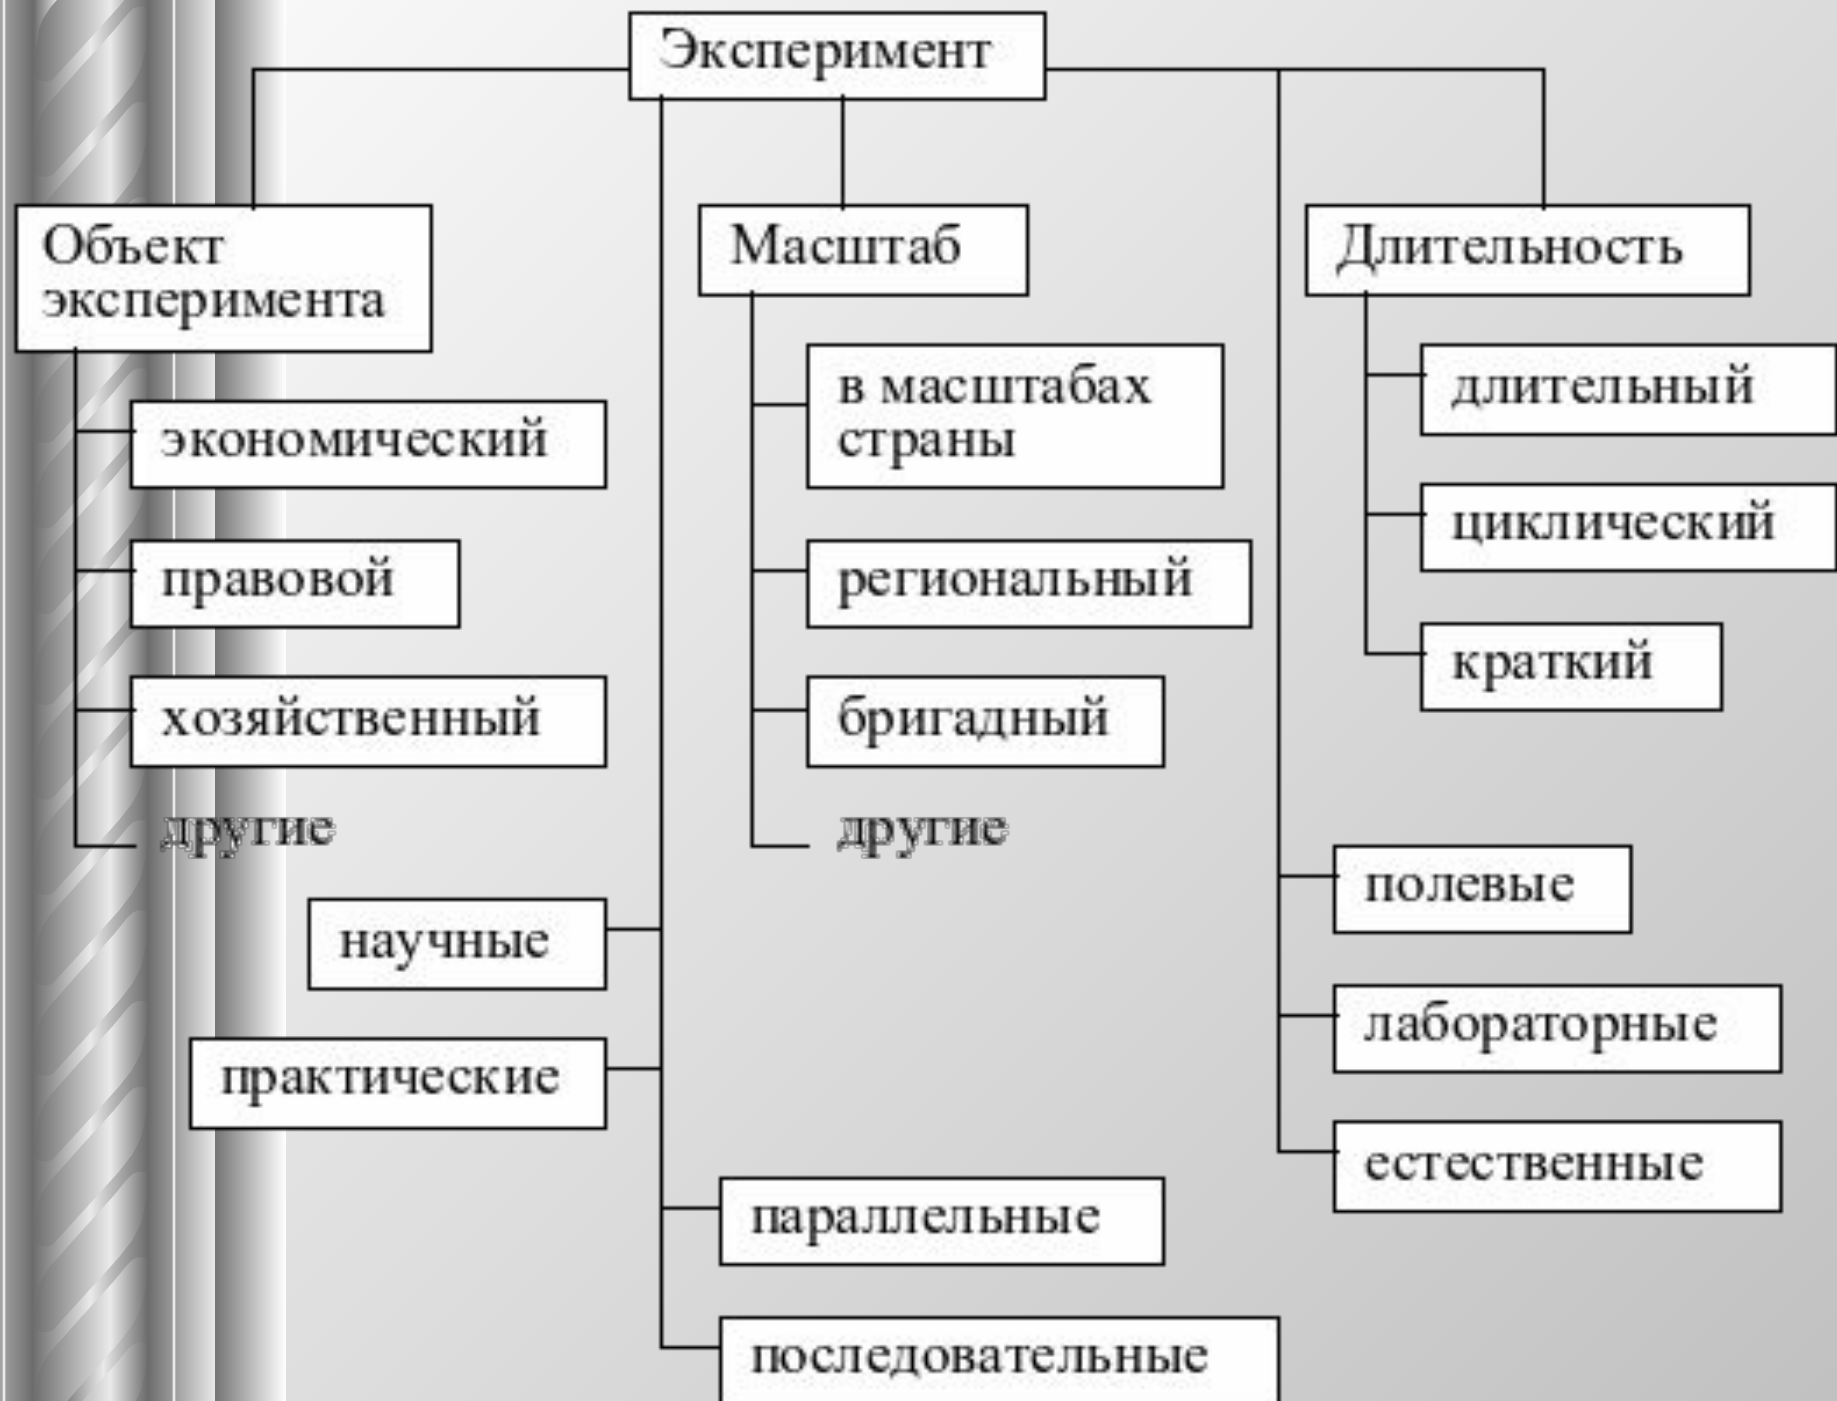 Эксперимент
Объект
эксперимента
экономический
правовой
хозяйственный
другие
Масштаб
в масштабах
страны
региональный
бригадный
другие
Длительность
длительный
циклический
краткий
научные
практические
параллельные
последовательные
полевые
лабораторные
естественные